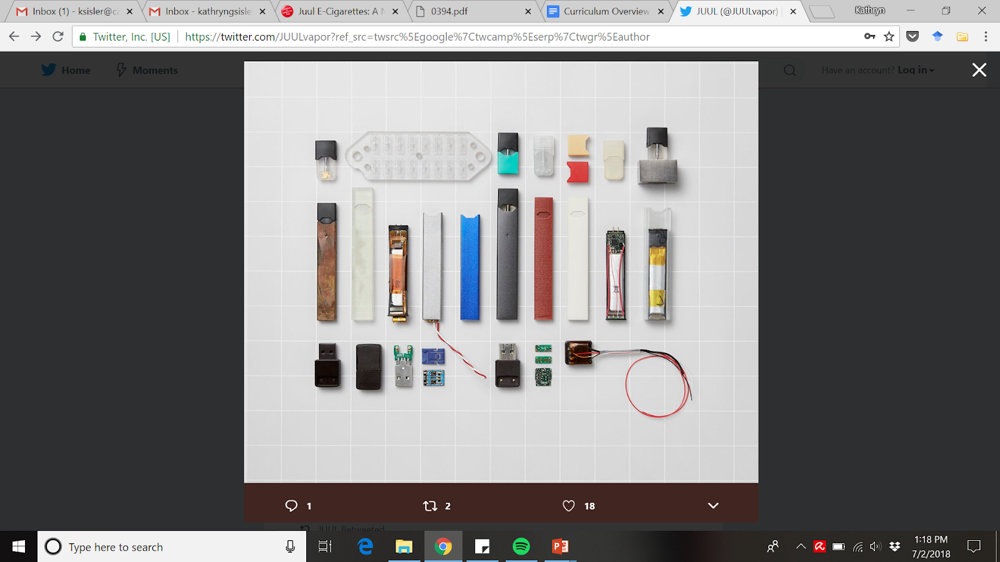 Inbox (1) - ksisler@ca
Inbox - kathryngsisle
Juul E-Cigarettes: A N
0394.pdf
Curriculum Overview
JUUL (@JUULvapor) |
Kathryn
Twitter, Inc. [US]
https://twitter.com/JUULvapor?ref_src=twsrc%5Egoogle%7Ctwcamp%5Eserp%7Ctwgr%5Eauthor
Home
Moments
Have an account? Log in
1
2
18
JUUL Retweeted
Type here to search
1:18 PM
7/2/2018